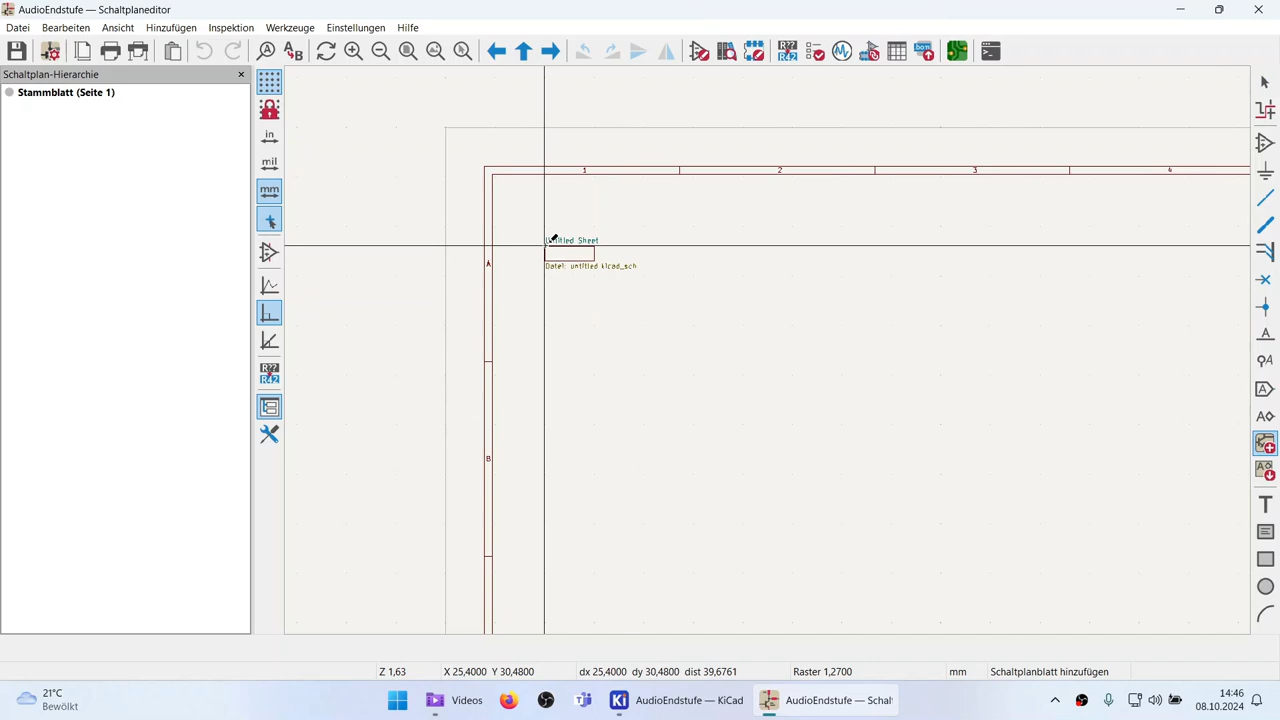 AudioEndstufe — Schaltplaneditor
Datei Bearbeiten Ansicht Hinzufügen Inspektion Werkzeuge Einstellungen Hilfe
Schaltplan-Hierarchie
Stammblatt (Seite 1)
in
mil
mm
R??
R42
1 2 3 4
A
B
Untitled Sheet
Datei: untitled.kicad_sch
Z 1,63 X 25,4000 Y 30,4800 dx 25,4000 dy 30,4800 dist 39,6761 Raster 1,2700 mm Schaltplanblatt hinzufügen
21°C
Bewölkt
Videos
AudioEndstufe — KiCad
AudioEndstufe — Schalt
14:46
08.10.2024